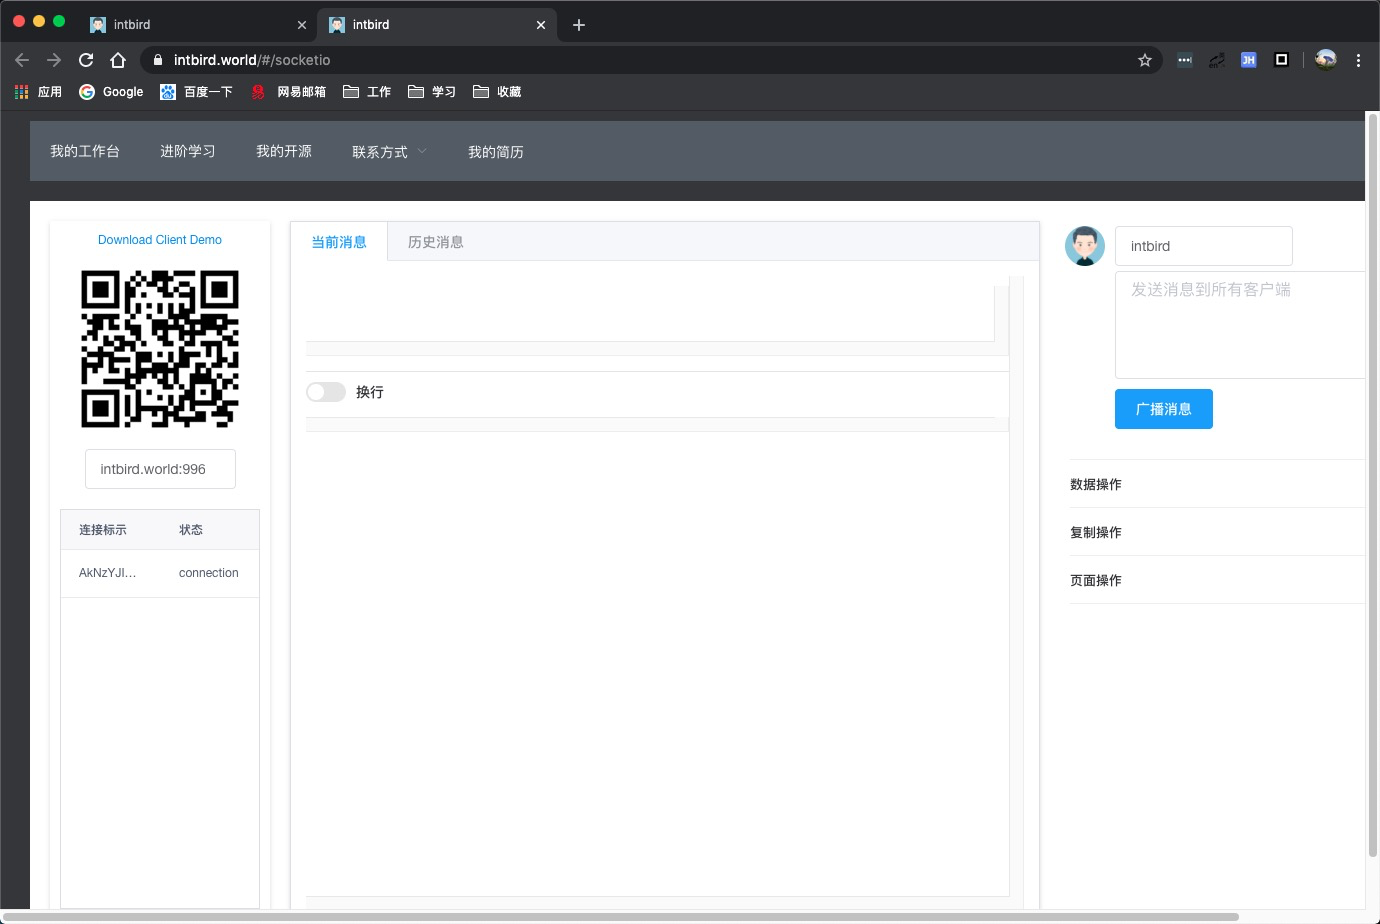 intbird
intbird
intbird.world/#/socketio
应用 Google 百度一下 网易邮箱 工作 学习 收藏
我的工作台 进阶学习 我的开源 联系方式 我的简历
Download Client Demo
intbird.world:996
连接标示 状态
AkNzYJl... connection
当前消息 历史消息
换行
intbird
发送消息到所有客户端
广播消息
数据操作
复制操作
页面操作